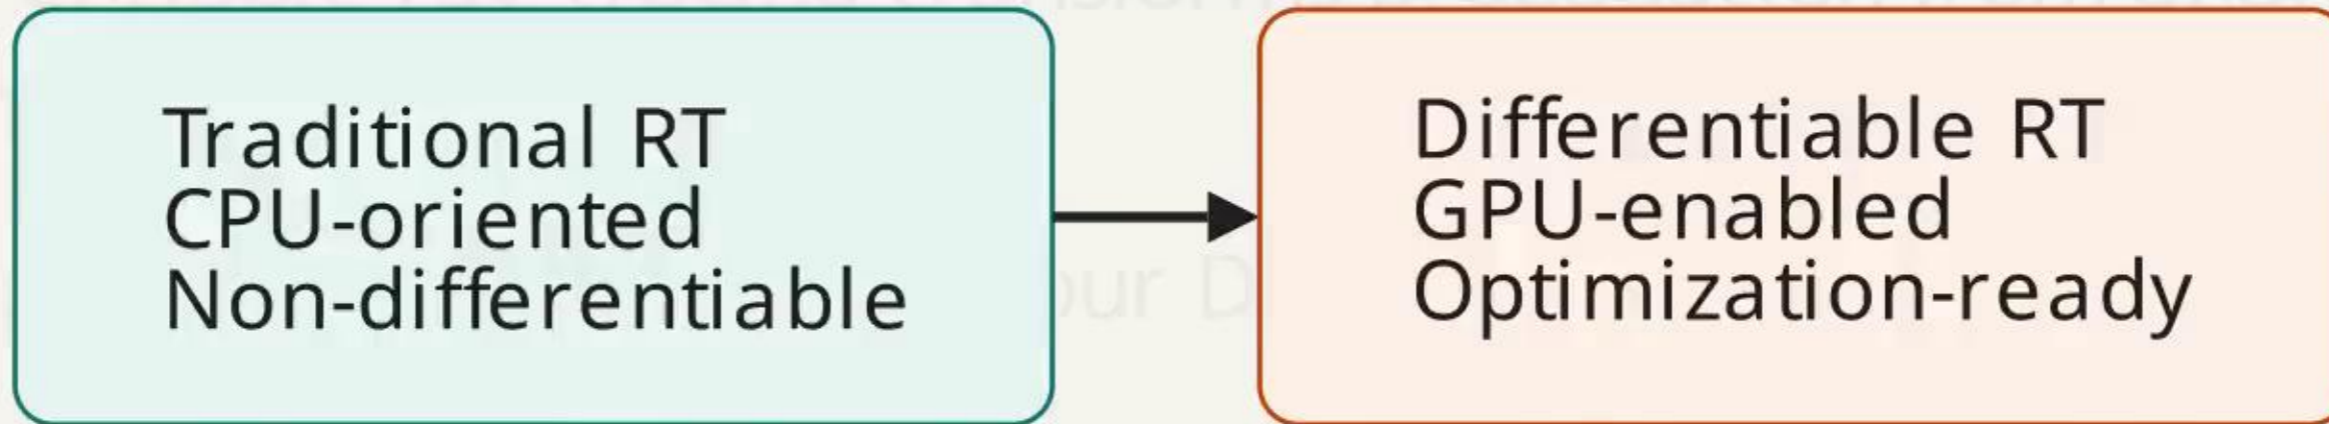 Traditional RT
CPU-oriented
Non-differentiable
Differentiable RT
GPU-enabled
Optimization-ready